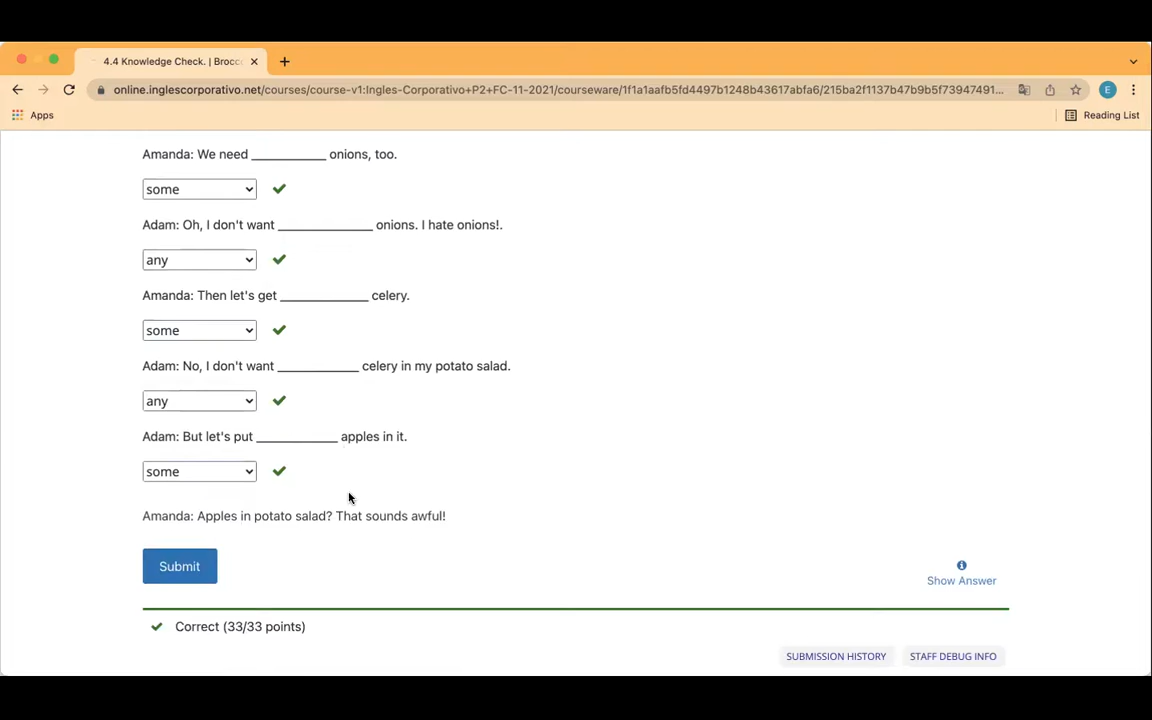 4.4 Knowledge Check. | Brocc
online.inglescorporativo.net/courses/course-v1:Ingles-Corporativo+P2+FC-11-2021/courseware/1f1a1aafb5fd4497b1248b43617abfa6/215ba2f1137b47b9b5f73947491...
E
Apps
Reading List
Amanda: We need ___________ onions, too.
some
Adam: Oh, I don't want ______________ onions. I hate onions!.
any
Amanda: Then let's get _____________ celery.
some
Adam: No, I don't want ____________ celery in my potato salad.
any
Adam: But let's put ____________ apples in it.
some
Amanda: Apples in potato salad? That sounds awful!
Submit
Show Answer
Correct (33/33 points)
SUBMISSION HISTORY
STAFF DEBUG INFO